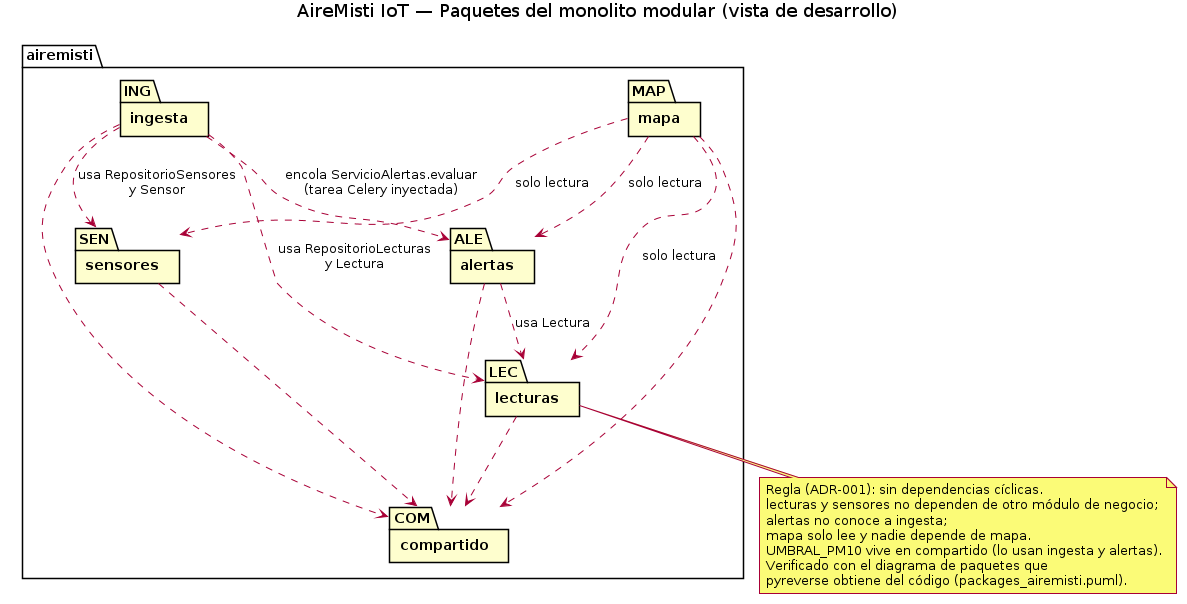 AireMisti IoT — Paquetes del monolito modular (vista de desarrollo)
airemisti
ING
ingesta
MAP
mapa
usa RepositorioSensores
y Sensor
encola ServicioAlertas.evaluar
(tarea Celery inyectada)
solo lectura
solo lectura
SEN
sensores
ALE
alertas
usa RepositorioLecturas
y Lectura
solo lectura
usa Lectura
LEC
lecturas
COM
compartido
Regla (ADR-001): sin dependencias cíclicas.
lecturas y sensores no dependen de otro módulo de negocio;
alertas no conoce a ingesta;
mapa solo lee y nadie depende de mapa.
UMBRAL_PM10 vive en compartido (lo usan ingesta y alertas).
Verificado con el diagrama de paquetes que
pyreverse obtiene del código (packages_airemisti.puml).